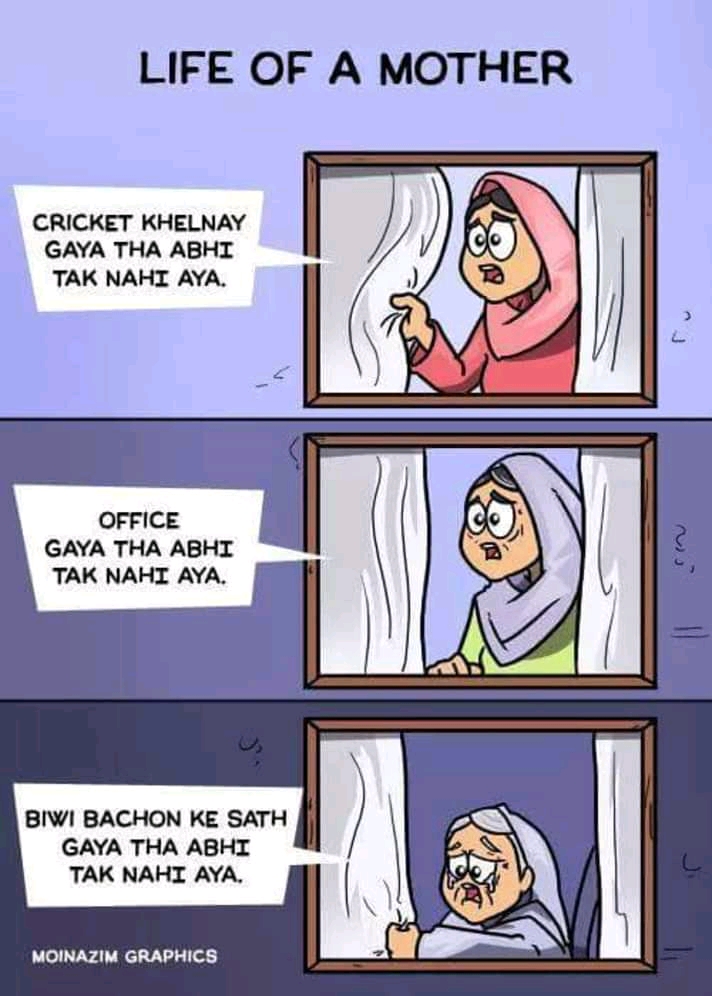 LIFE OF A MOTHER
CRICKET KHELNAY
GAYA THA ABHI
TAK NAHI AYA.
OFFICE
GAYA THA ABHI
TAK NAHI AYA.
BIWI BACHON KE SATH
GAYA THA ABHI
TAK NAHI AYA.
MOINAZIM GRAPHICS